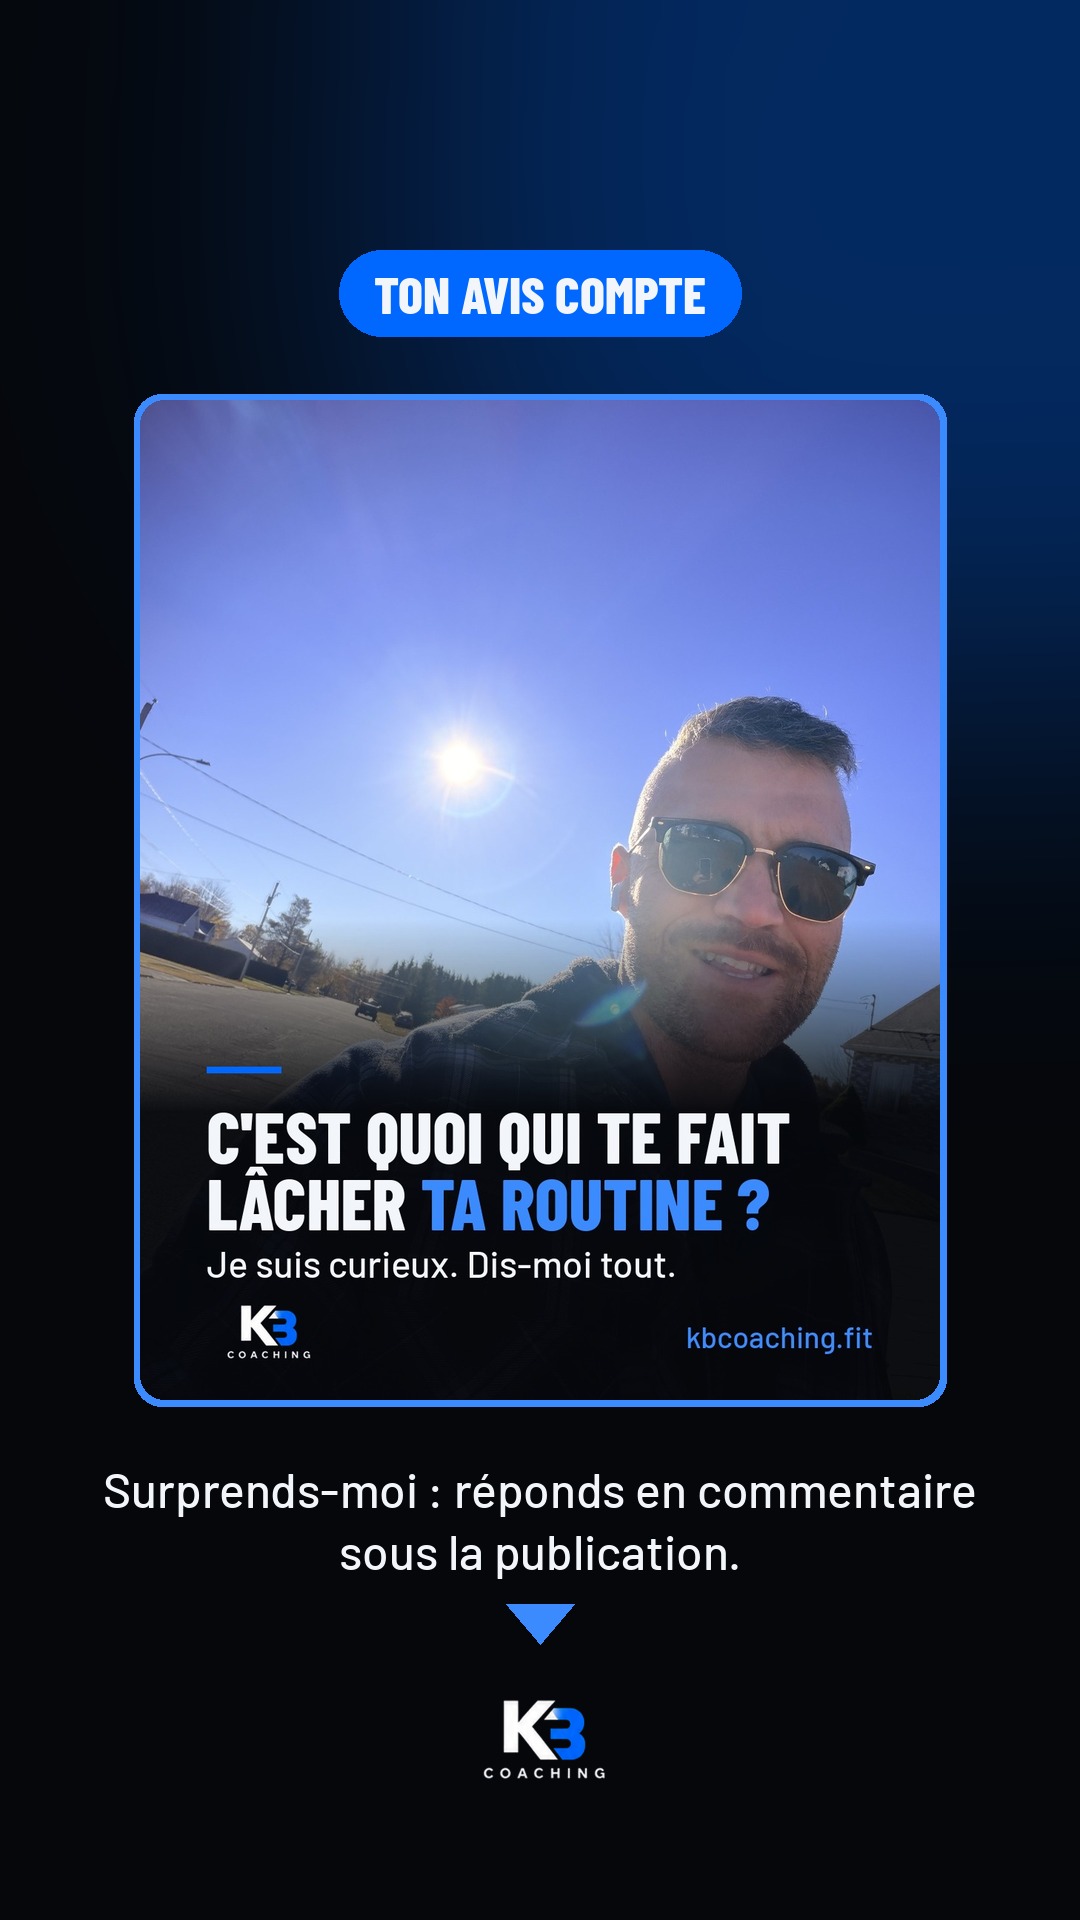 TON AVIS COMPTE
C'EST QUOI QUI TE FAIT
LÂCHER TA ROUTINE ?
Je suis curieux. Dis-moi tout.
KB
COACHING
kbcoaching.fit
Surprends-moi : réponds en commentaire
sous la publication.
KB
COACHING